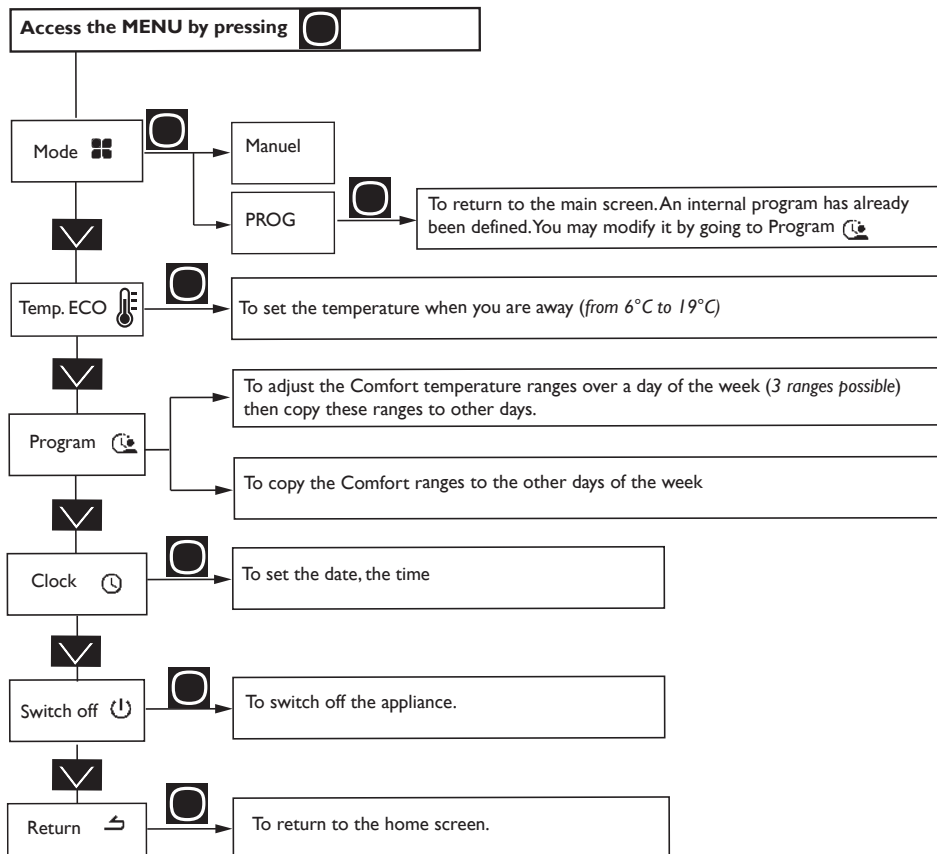 Access the MENU by pressing
Mode
Manuel
PROG
To return to the main screen. An internal program has already
been defined. You may modify it by going to Program
Temp. ECO
To set the temperature when you are away (from 6°C to 19°C)
To adjust the Comfort temperature ranges over a day of the week (3 ranges possible)
then copy these ranges to other days.
Program
To copy the Comfort ranges to the other days of the week
Clock
To set the date, the time
Switch off
To switch off the appliance.
Return
To return to the home screen.